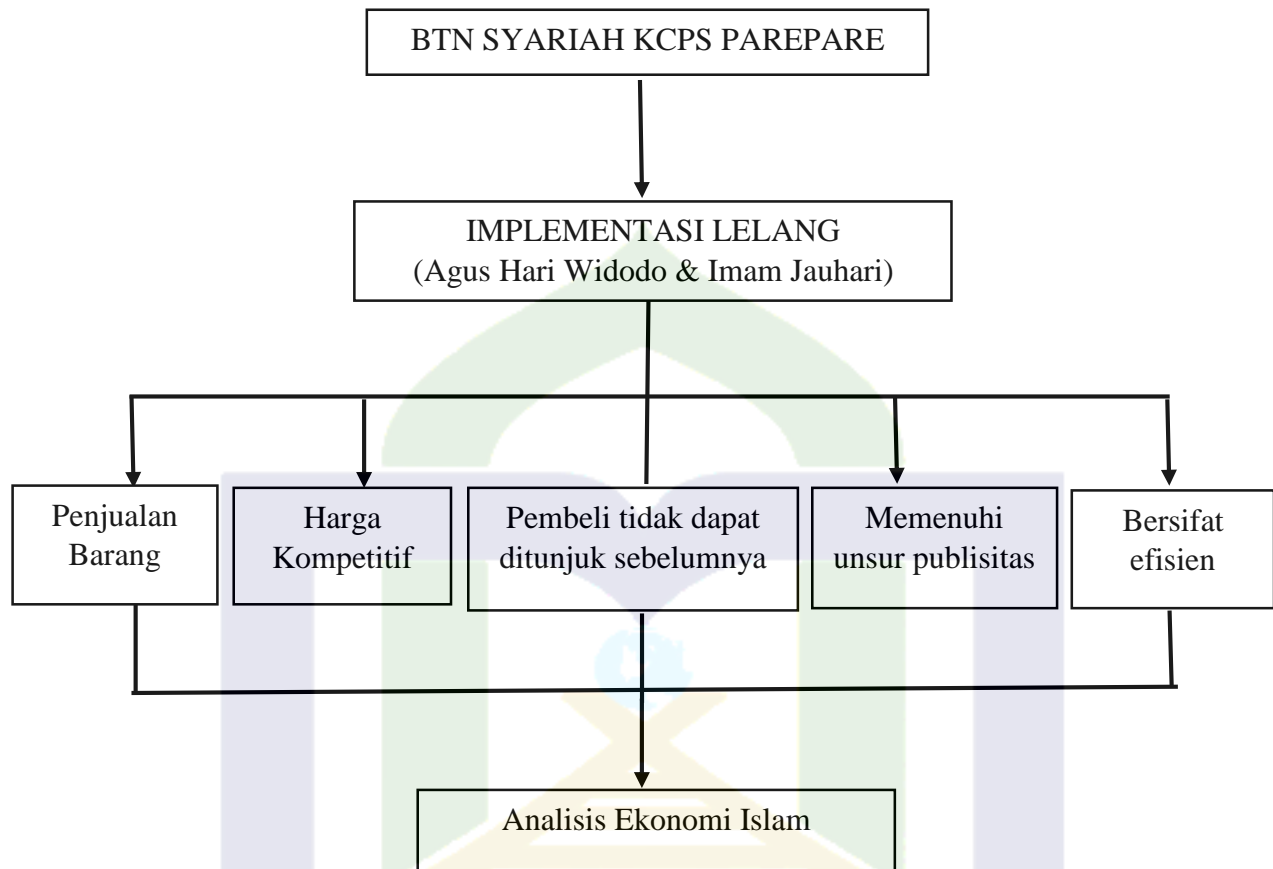 BTN SYARIAH KCPS PAREPARE
IMPLEMENTASI LELANG
(Agus Hari Widodo & Imam Jauhari)
Penjualan
Barang
Harga
Kompetitif
Pembeli tidak dapat
ditunjuk sebelumnya
Memenuhi
unsur publisitas
Bersifat
efisien
Analisis Ekonomi Islam